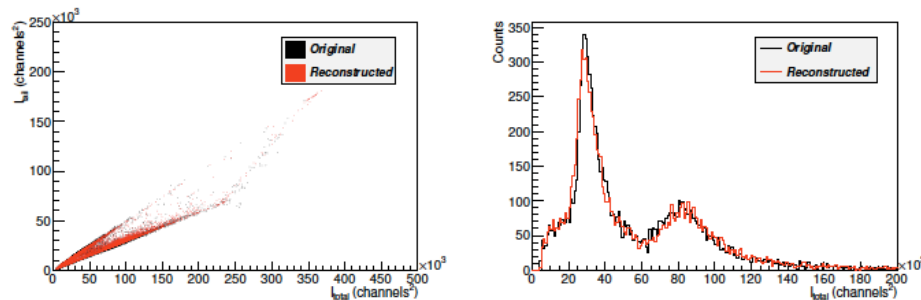 ×10³
250
200
150
100
50
0
I_tail (channels²)
Original
Reconstructed
0 50 100 150 200 250 300 350 400 450 500
×10³
I_total (channels²)
Counts
350
300
250
200
150
100
50
0
Original
Reconstructed
0 20 40 60 80 100 120 140 160 180 200
I_total (channels²)